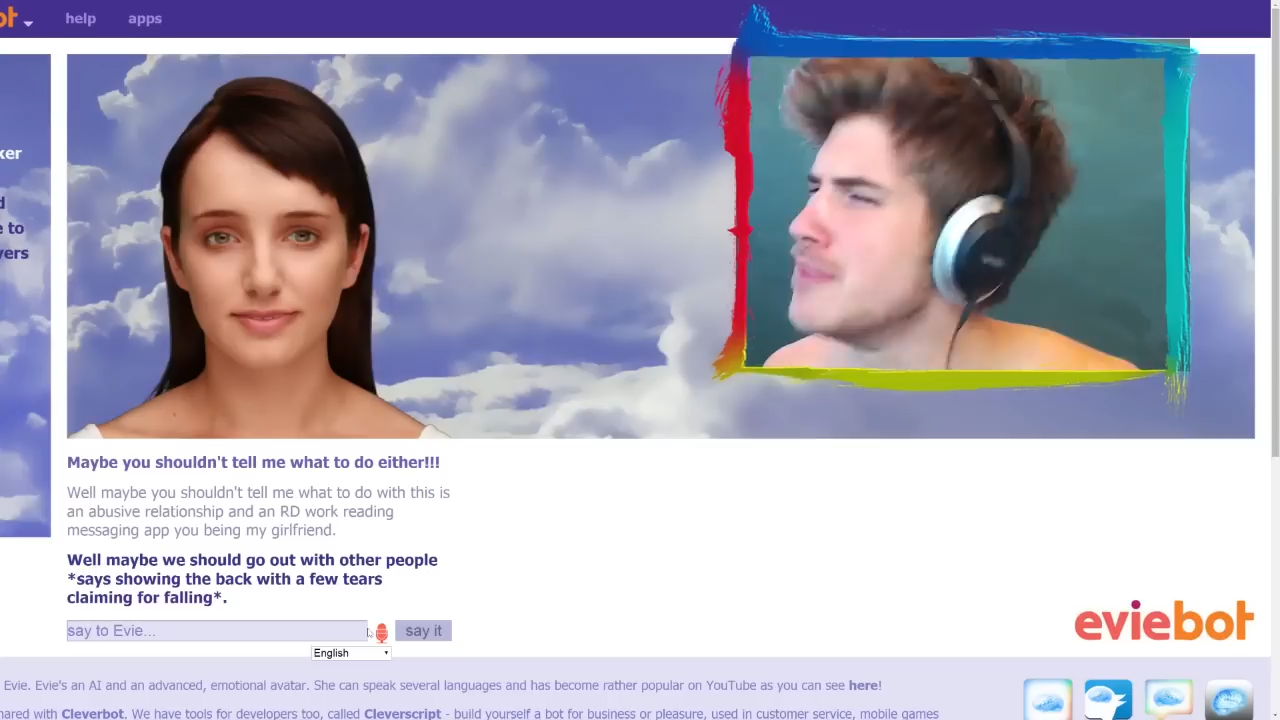 bot
help
apps
ker
d
e to
vers
Maybe you shouldn't tell me what to do either!!!
Well maybe you shouldn't tell me what to do with this is
an abusive relationship and an RD work reading
messaging app you being my girlfriend.
Well maybe we should go out with other people
*says showing the back with a few tears
claiming for falling*.
say to Evie...
say it
English
eviebot
Evie. Evie's an AI and an advanced, emotional avatar. She can speak several languages and has become rather popular on YouTube as you can see here!
hared with Cleverbot. We have tools for developers too, called Cleverscript - build yourself a bot for business or pleasure, used in customer service, mobile games